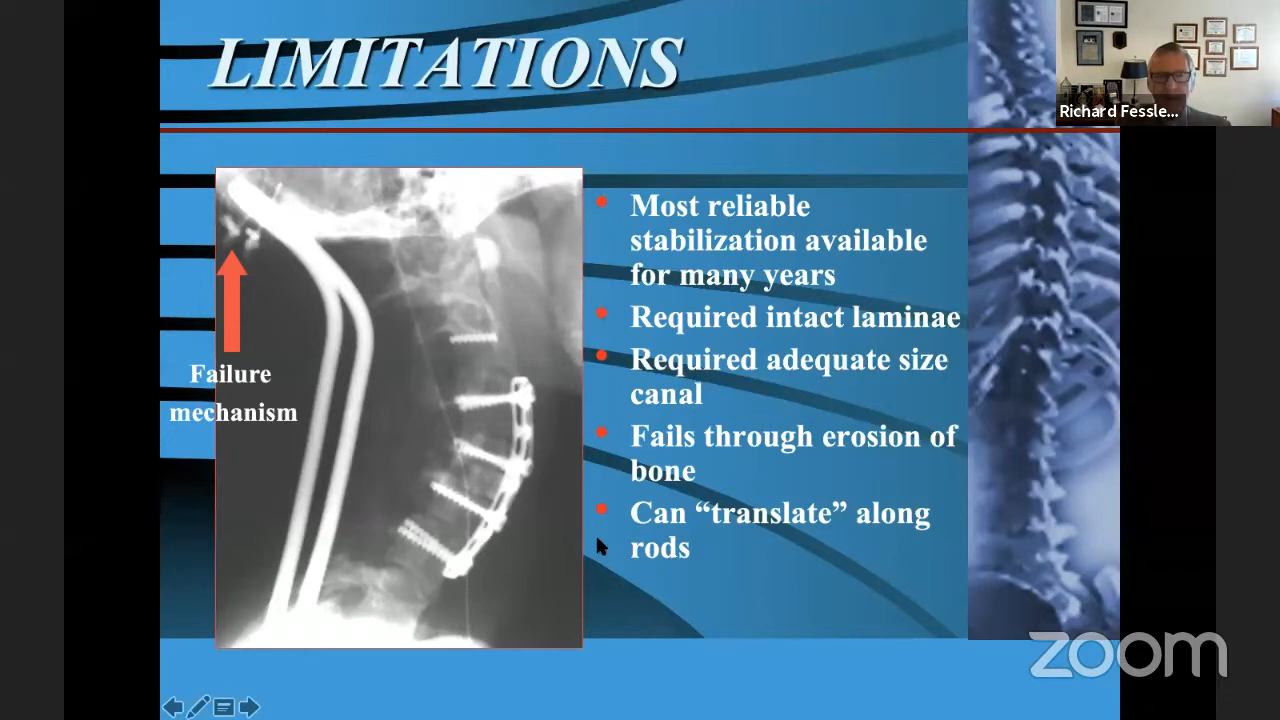 LIMITATIONS
Richard Fessle...
Failure
mechanism
Most reliable
stabilization available
for many years
Required intact laminae
Required adequate size
canal
Fails through erosion of
bone
Can “translate” along
rods
zoom